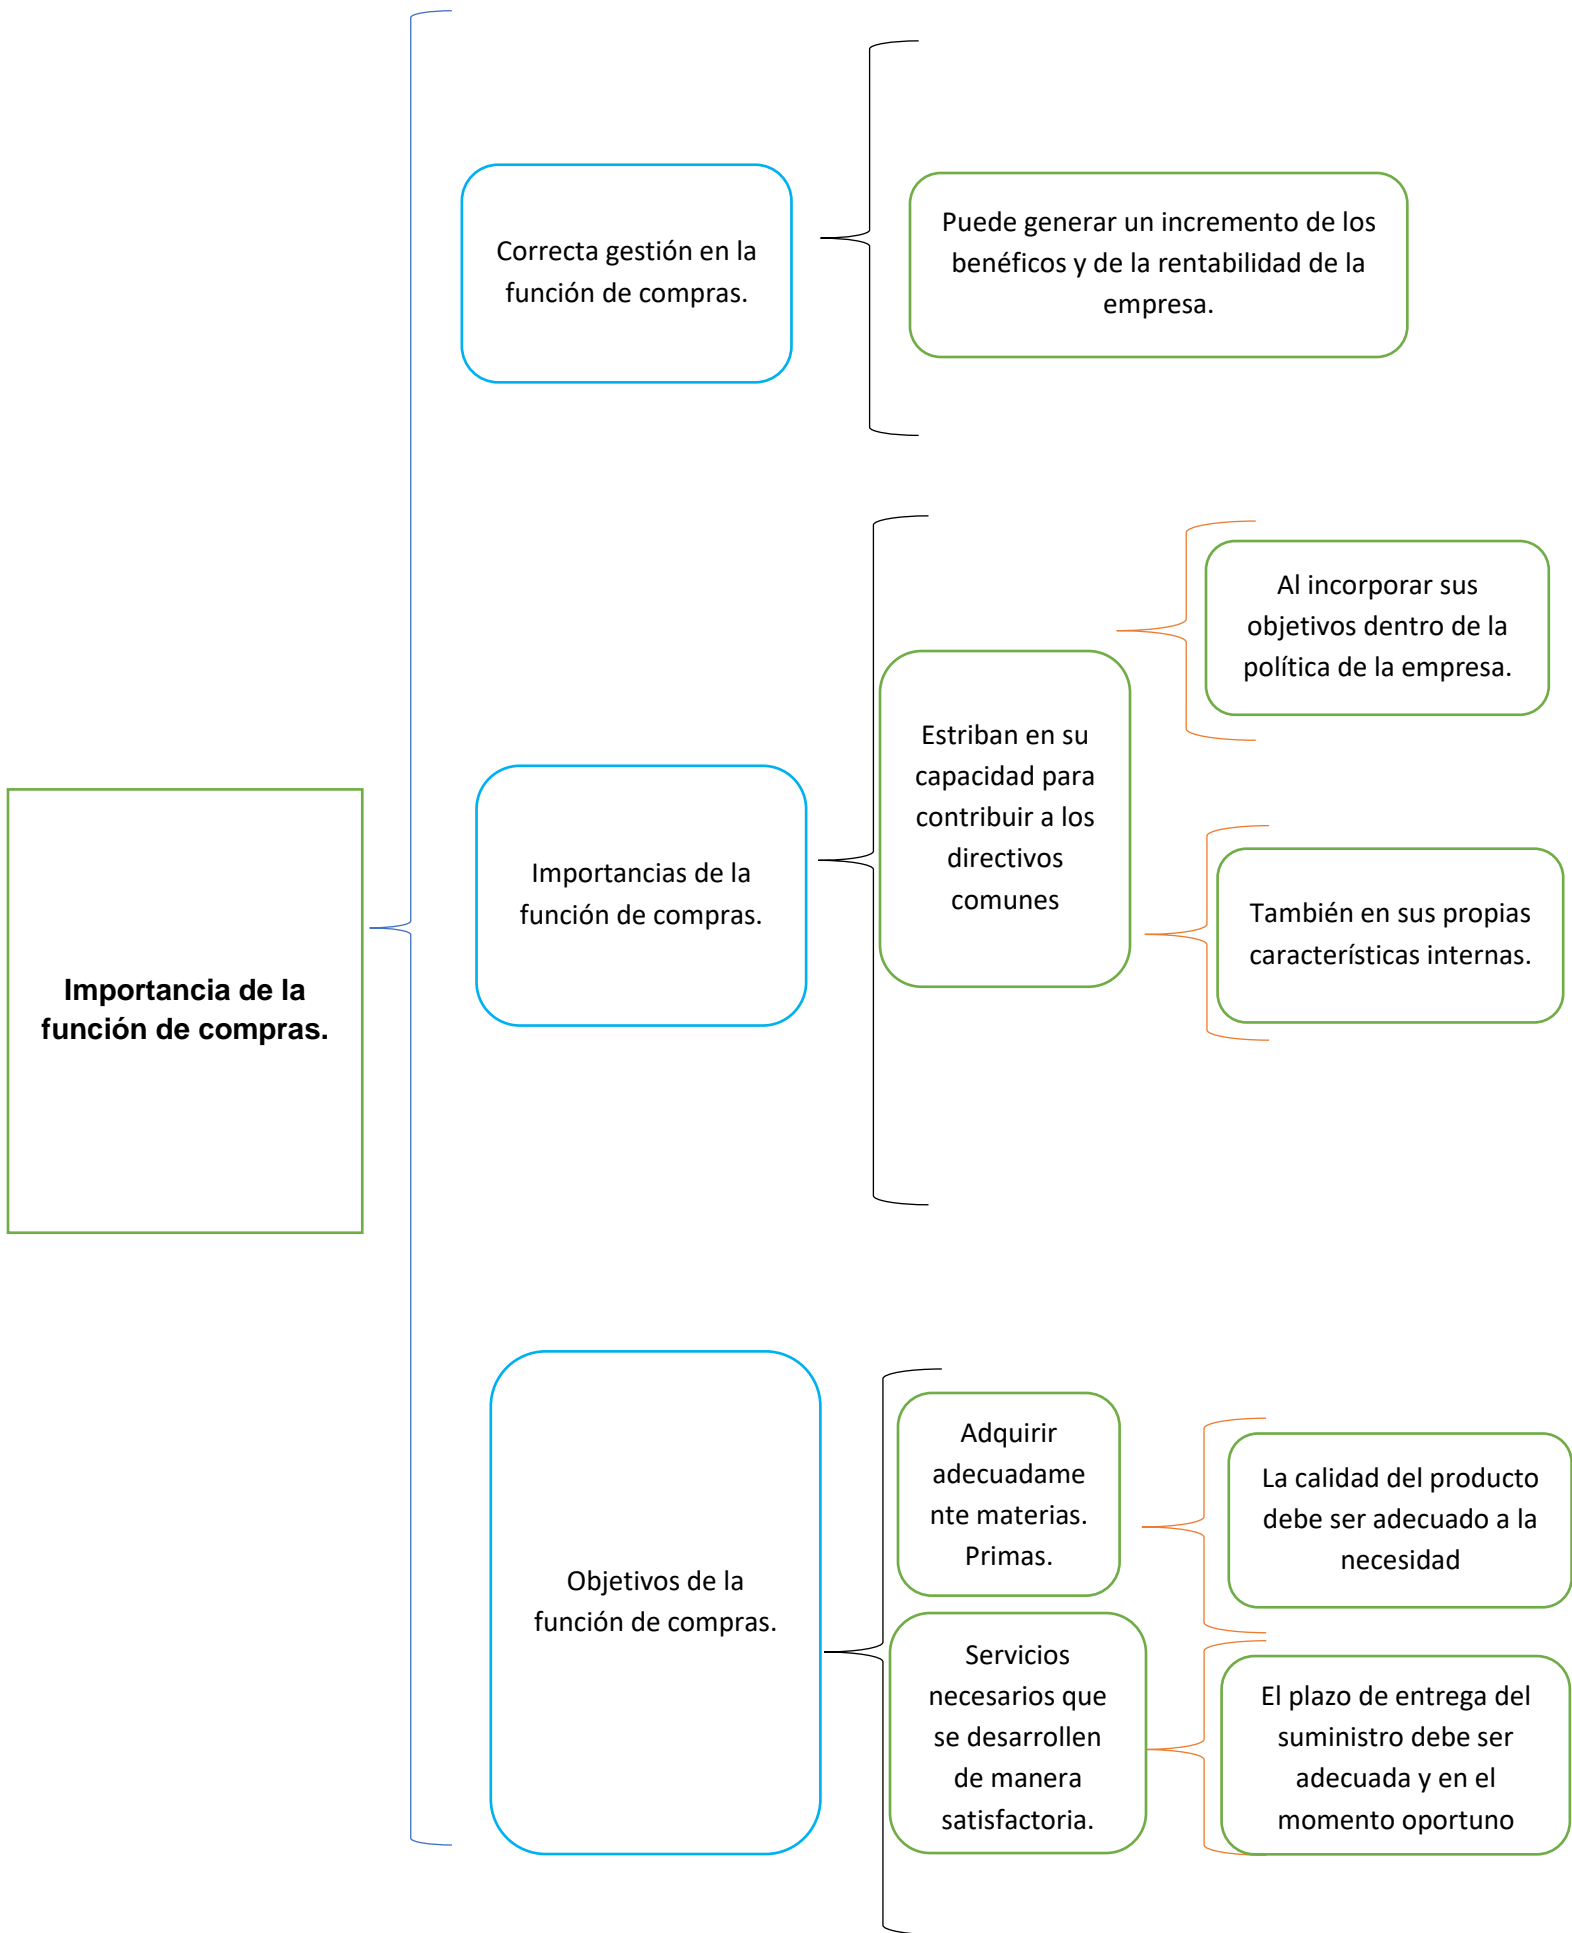 Importancia de la
función de compras.
Correcta gestión en la
función de compras.
Puede generar un incremento de los
benéficos y de la rentabilidad de la
empresa.
Importancias de la
función de compras.
Estriban en su
capacidad para
contribuir a los
directivos
comunes
Al incorporar sus
objetivos dentro de la
política de la empresa.
También en sus propias
características internas.
Objetivos de la
función de compras.
Adquirir
adecuadame
nte materias.
Primas.
La calidad del producto
debe ser adecuado a la
necesidad
Servicios
necesarios que
se desarrollen
de manera
satisfactoria.
El plazo de entrega del
suministro debe ser
adecuada y en el
momento oportuno